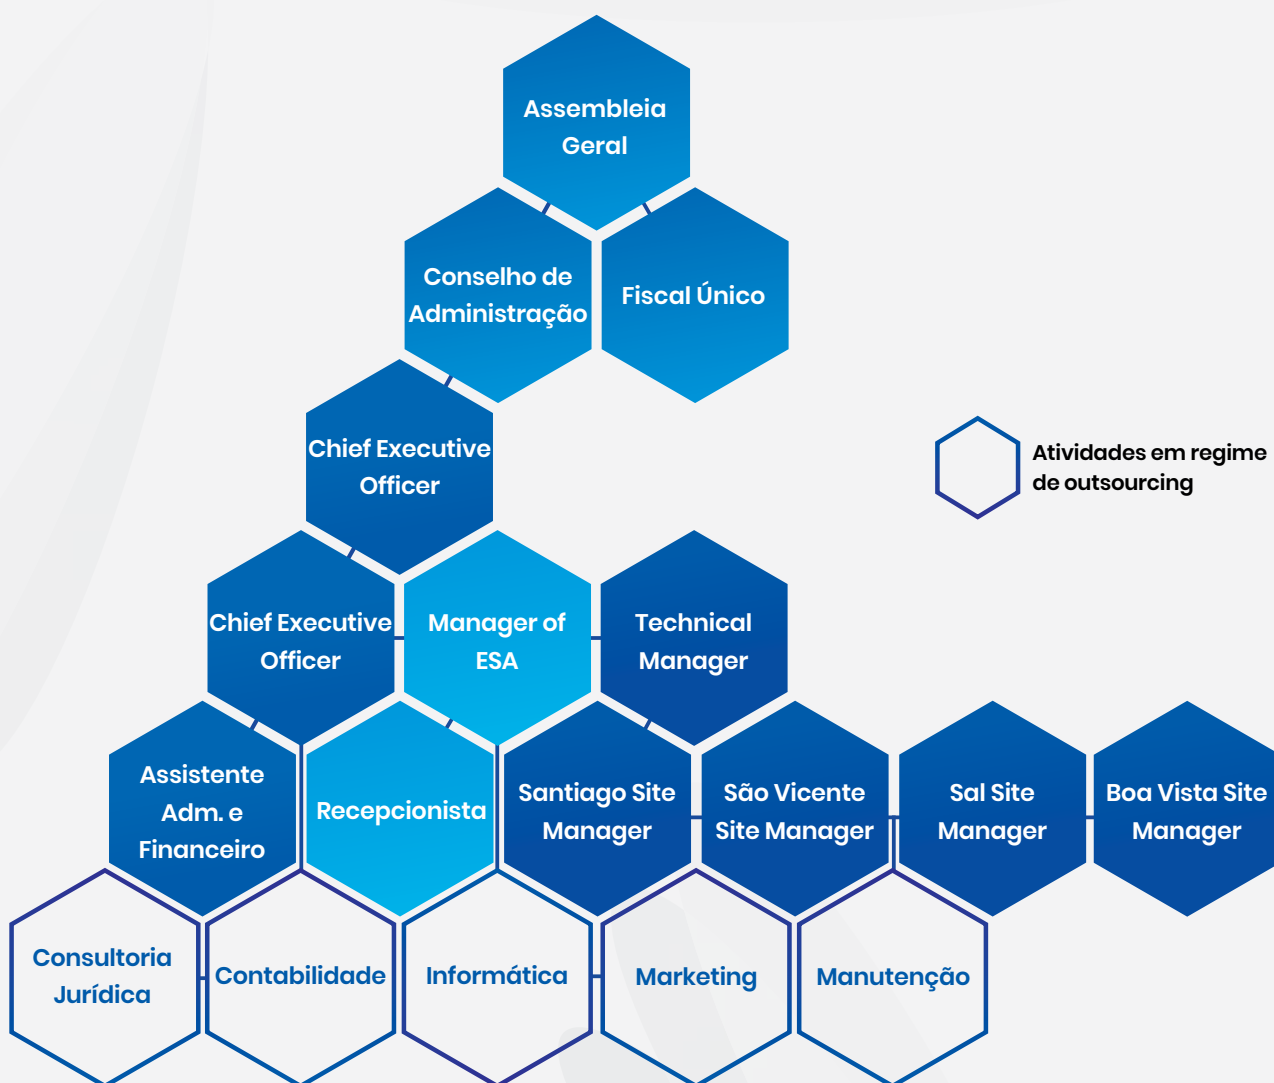 Assembleia
Geral
Conselho de
Administração
Fiscal Único
Chief Executive
Officer
Atividades em regime
de outsourcing
Chief Executive
Officer
Manager of
ESA
Technical
Manager
Assistente
Adm. e
Financeiro
Recepcionista
Santiago Site
Manager
São Vicente
Site Manager
Sal Site
Manager
Boa Vista Site
Manager
Consultoria
Jurídica
Contabilidade
Informática
Marketing
Manutenção